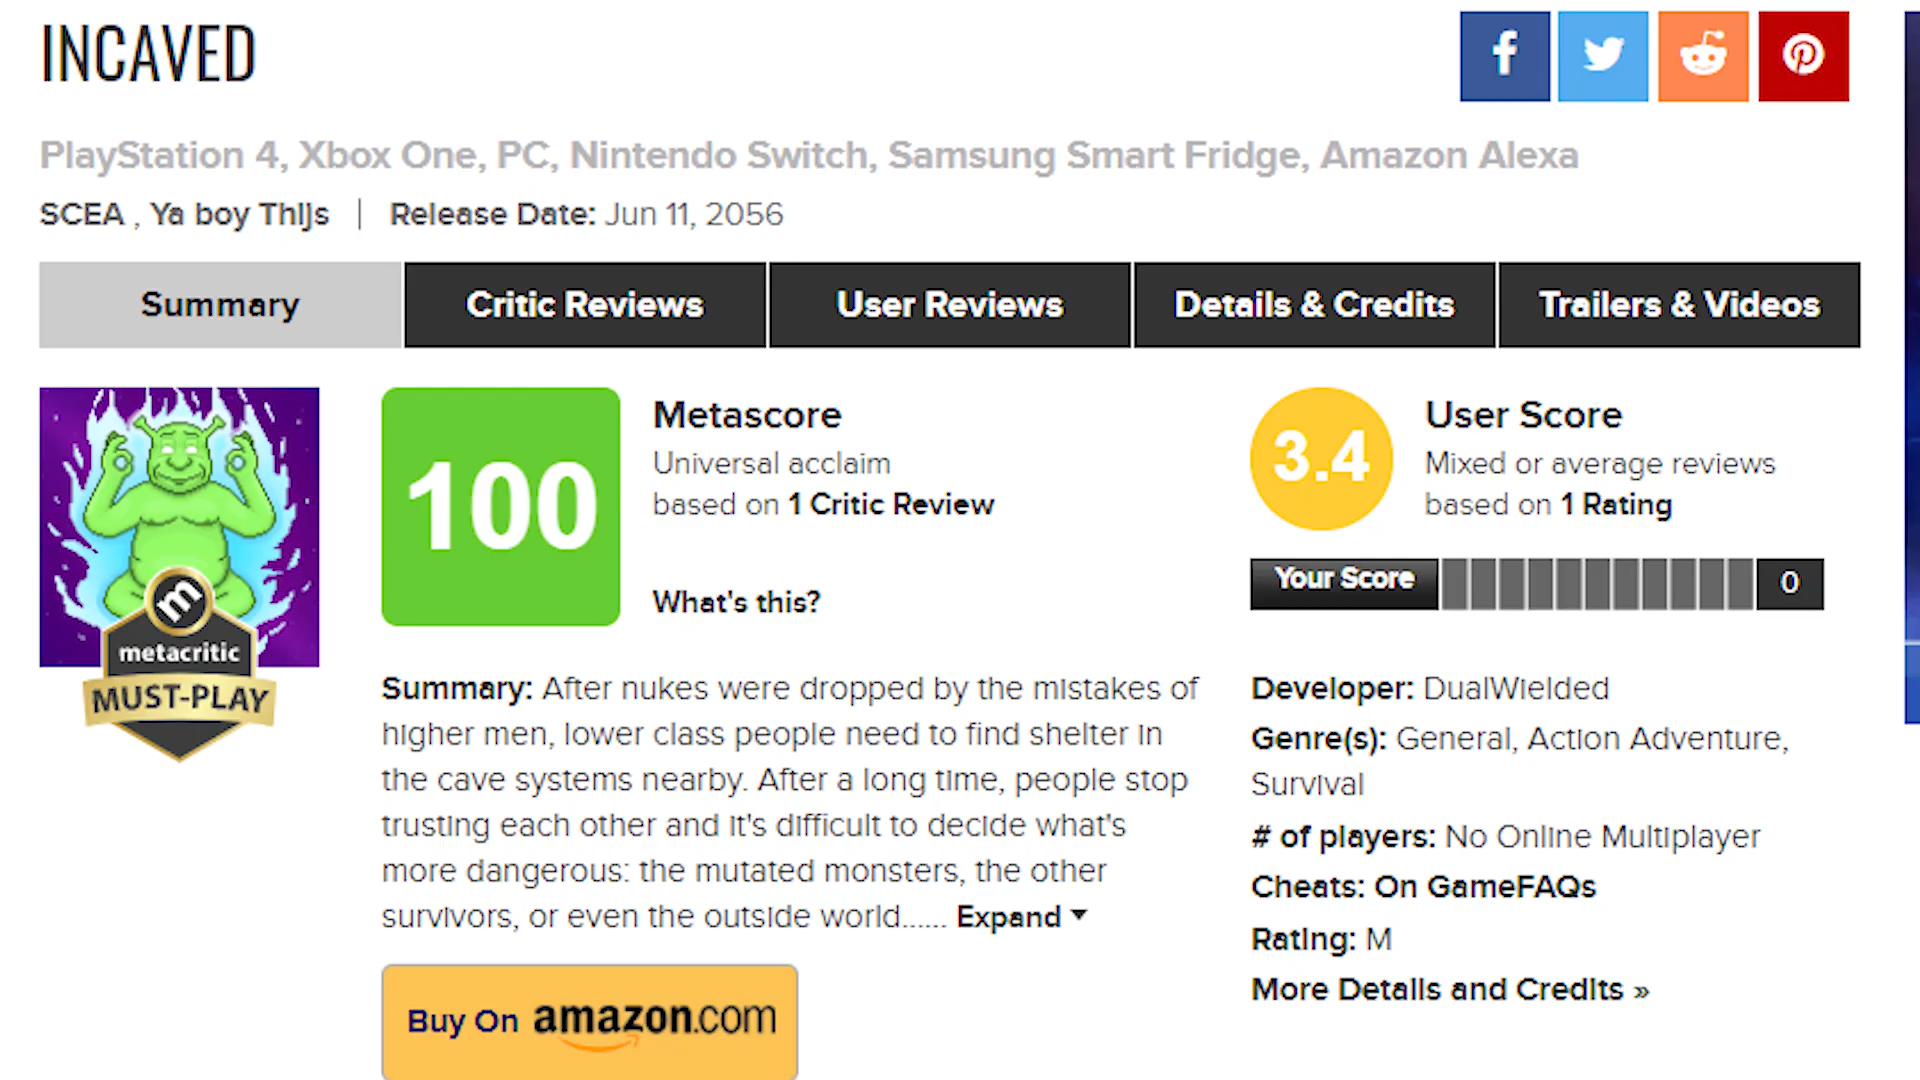 INCAVED
PlayStation 4, Xbox One, PC, Nintendo Switch, Samsung Smart Fridge, Amazon Alexa
SCEA , Ya boy Thijs | Release Date: Jun 11, 2056
Summary
Critic Reviews
User Reviews
Details & Credits
Trailers & Videos
m
metacritic
MUST-PLAY
100
Metascore
Universal acclaim
based on 1 Critic Review
What's this?
Summary: After nukes were dropped by the mistakes of
higher men, lower class people need to find shelter in
the cave systems nearby. After a long time, people stop
trusting each other and it's difficult to decide what's
more dangerous: the mutated monsters, the other
survivors, or even the outside world...... Expand
Buy On amazon.com
3.4
User Score
Mixed or average reviews
based on 1 Rating
Your Score
0
Developer: DualWielded
Genre(s): General, Action Adventure,
Survival
# of players: No Online Multiplayer
Cheats: On GameFAQs
Rating: M
More Details and Credits »